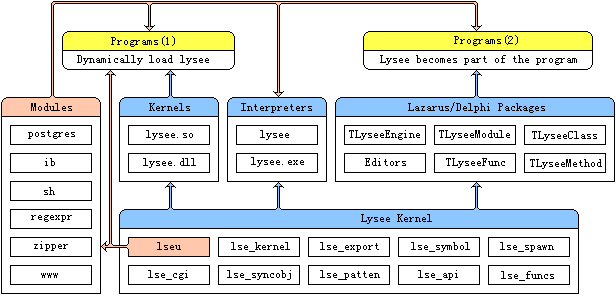 Programs(1)
Dynamically load lysee
Programs(2)
Lysee becomes part of the program
Modules
postgres
ib
sh
regexpr
zipper
www
Kernels
lysee.so
lysee.dll
Interpreters
lysee
lysee.exe
Lazarus/Delphi Packages
TLyseeEngine
TLyseeModule
TLyseeClass
Editors
TLyseeFunc
TLyseeMethod
Lysee Kernel
lseu
lse_kernel
lse_export
lse_symbol
lse_spawn
lse_cgi
lse_syncobj
lse_patten
lse_api
lse_funcs